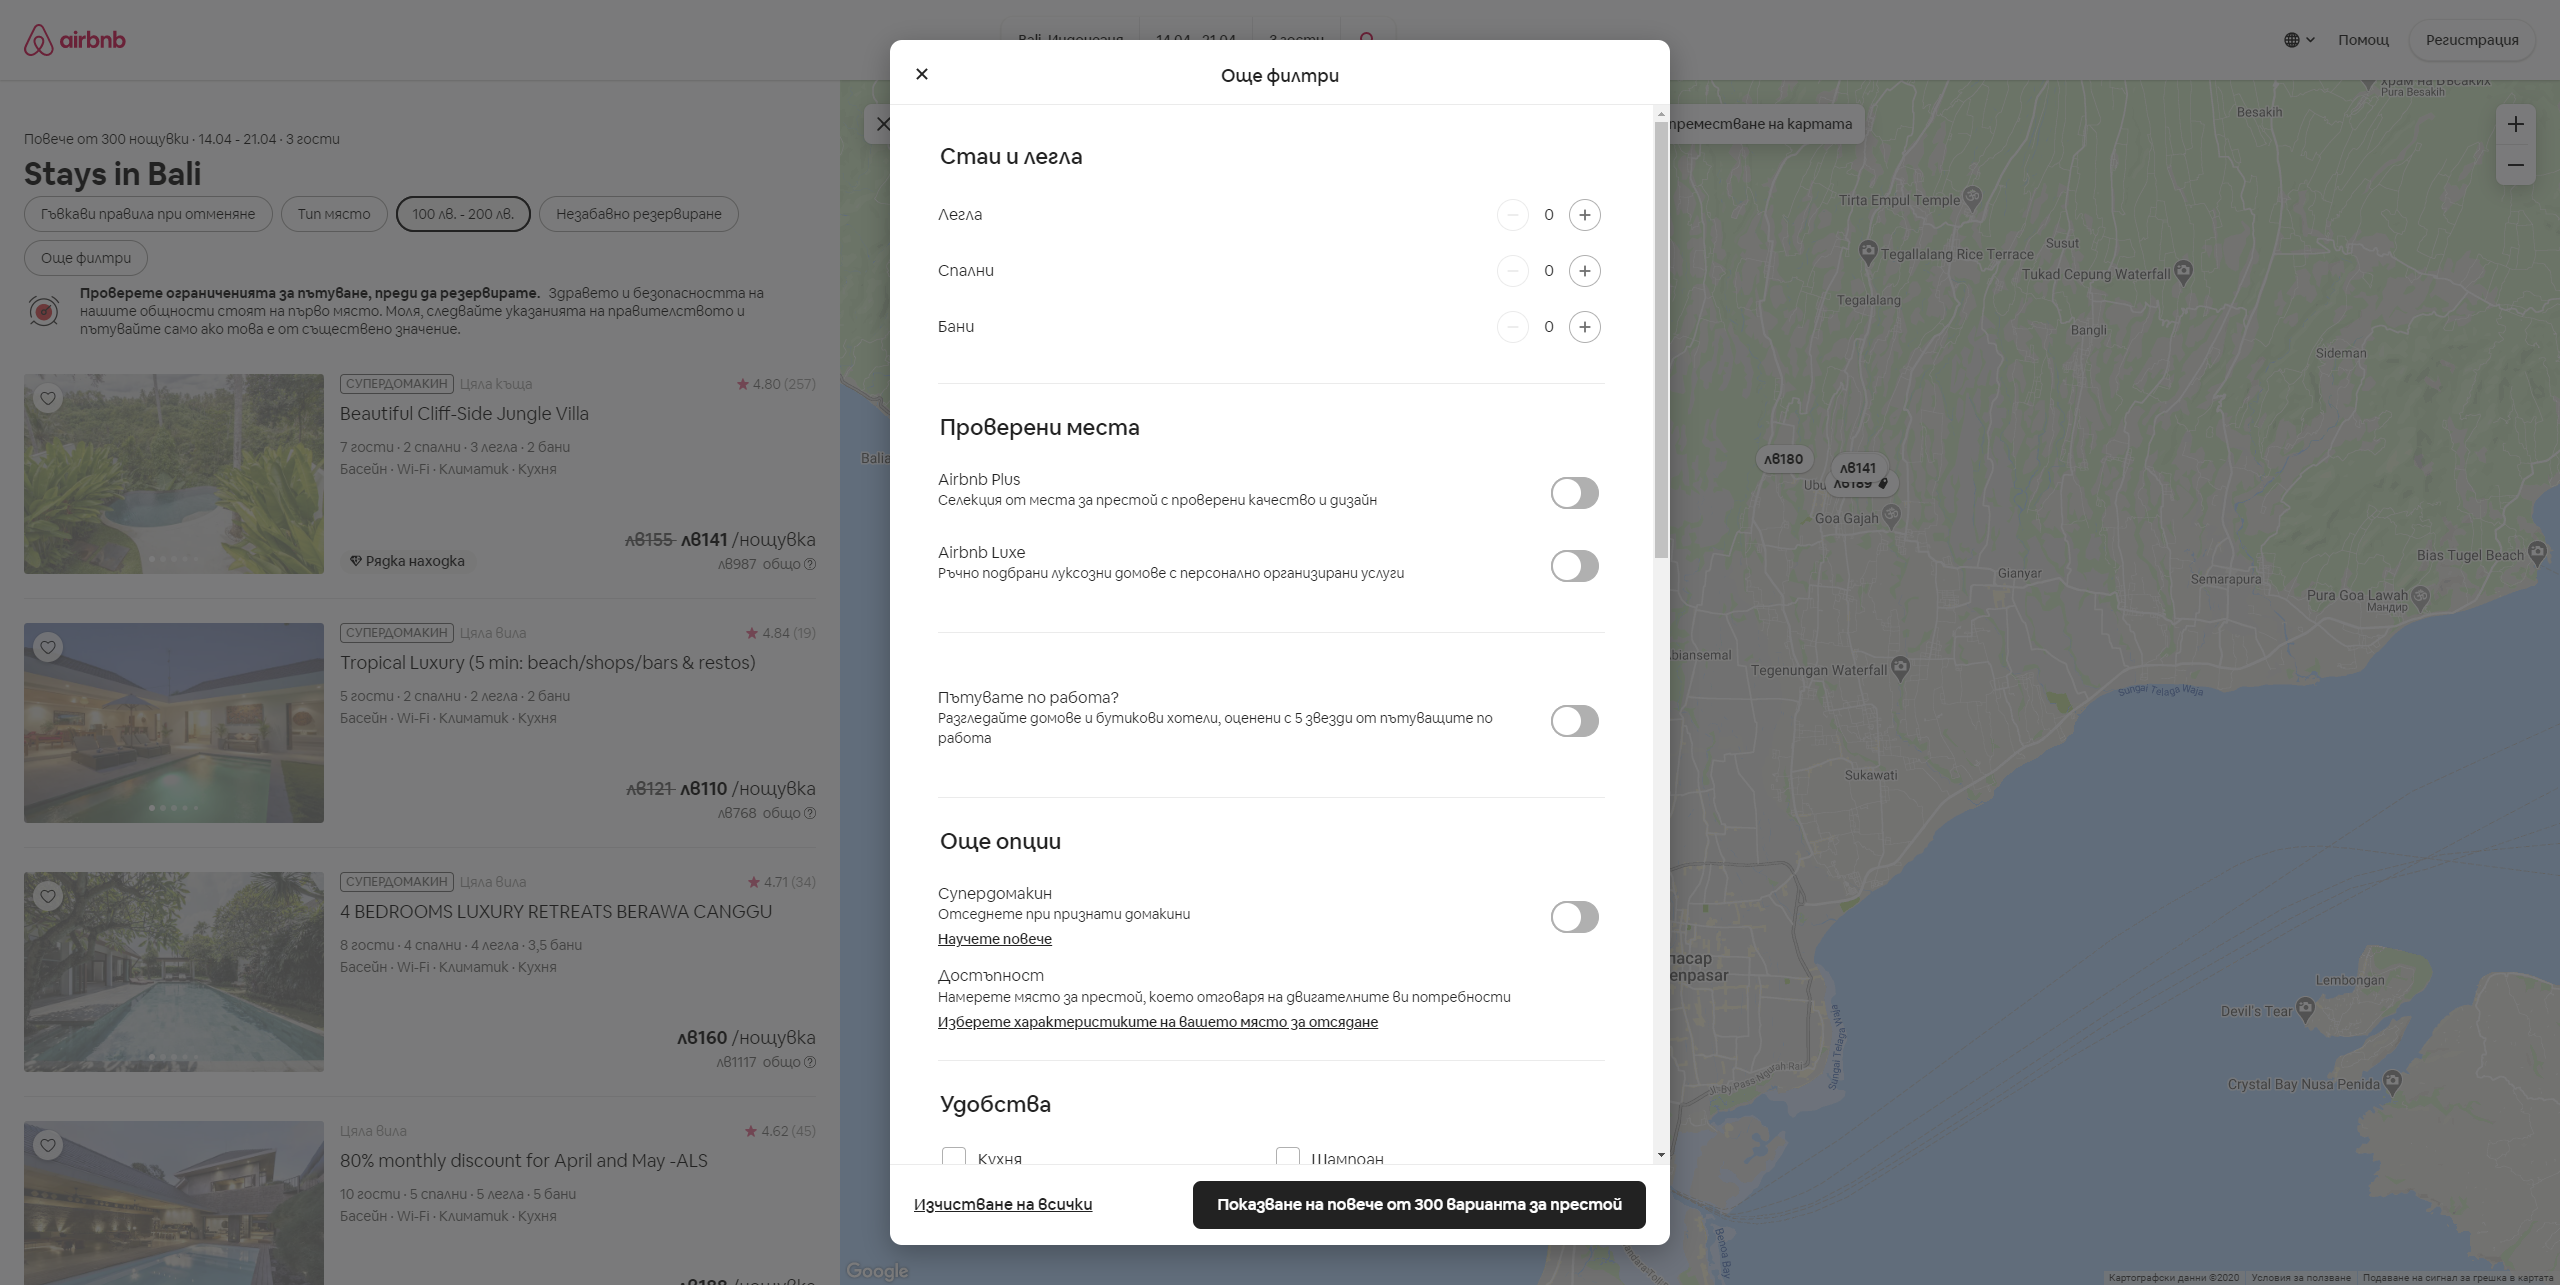 airbnb
Помощ
Регистрация
Повече от 300 нощувки · 14.04 - 21.04 · 3 гости
Stays in Bali
Гъвкави правила при отменяне
Тип място
100 лв. - 200 лв.
Незабавно резервиране
Още филтри
Проверете ограниченията за пътуване, преди да резервирате. Здравето и безопасността на
нашите общности стоят на първо място. Моля, следвайте указанията на правителството и
пътувайте само ако това е от съществено значение.
СУПЕРДОМАКИН Цяла къща
4.80 (257)
Beautiful Cliff-Side Jungle Villa
7 гости · 2 спални · 3 легла · 2 бани
Басейн · Wi-Fi · Климатик · Кухня
лв155 лв141 /нощувка
Рядка находка
лв987 общо
СУПЕРДОМАКИН Цяла вила
4.84 (19)
Tropical Luxury (5 min: beach/shops/bars & restos)
5 гости · 2 спални · 2 легла · 2 бани
Басейн · Wi-Fi · Климатик · Кухня
лв121 лв110 /нощувка
лв768 общо
СУПЕРДОМАКИН Цяла вила
4.71 (34)
4 BEDROOMS LUXURY RETREATS BERAWA CANGGU
8 гости · 4 спални · 4 легла · 3,5 бани
Басейн · Wi-Fi · Климатик · Кухня
лв160 /нощувка
лв1117 общо
Цяла вила
4.62 (45)
80% monthly discount for April and May -ALS
10 гости · 5 спални · 5 легла · 5 бани
Басейн · Wi-Fi · Климатик · Кухня
Още филтри
Стаи и легла
Легла
0
Спални
0
Бани
0
Проверени места
Airbnb Plus
Селекция от места за престой с проверени качество и дизайн
Airbnb Luxe
Ръчно подбрани луксозни домове с персонално организирани услуги
Пътувате по работа?
Разгледайте домове и бутикови хотели, оценени с 5 звезди от пътуващите по
работа
Още опции
Супердомакин
Отседнете при признати домакини
Научете повече
Достъпност
Намерете място за престой, което отговаря на двигателните ви потребности
Изберете характеристиките на вашето място за отсядане
Удобства
Кухня
Шампоан
Изчистване на всички
Показване на повече от 300 варианта за престой
преместване на картата
Pura Besakih
Besakih
Tirta Empul Temple
Tegallalang Rice Terrace
Susut
Tukad Cepung Waterfall
Tegalalang
Bangli
Sideman
лв180
лв141
лв189
Goa Gajah
Gianyar
Semarapura
Bias Tugel Beach
Pura Goa Lawah
Мандир
Tegenungan Waterfall
Sungai Telaga Waja
Sukawati
Lembongan
Devil's Tear
Crystal Bay Nusa Penida
Jl. By Pass Ngurah Rai
Sungai Telaga Waja
Benoa Bay
Google
Картографски данни ©2020
Условия за ползване
Подаване на сигнал за грешка в картата